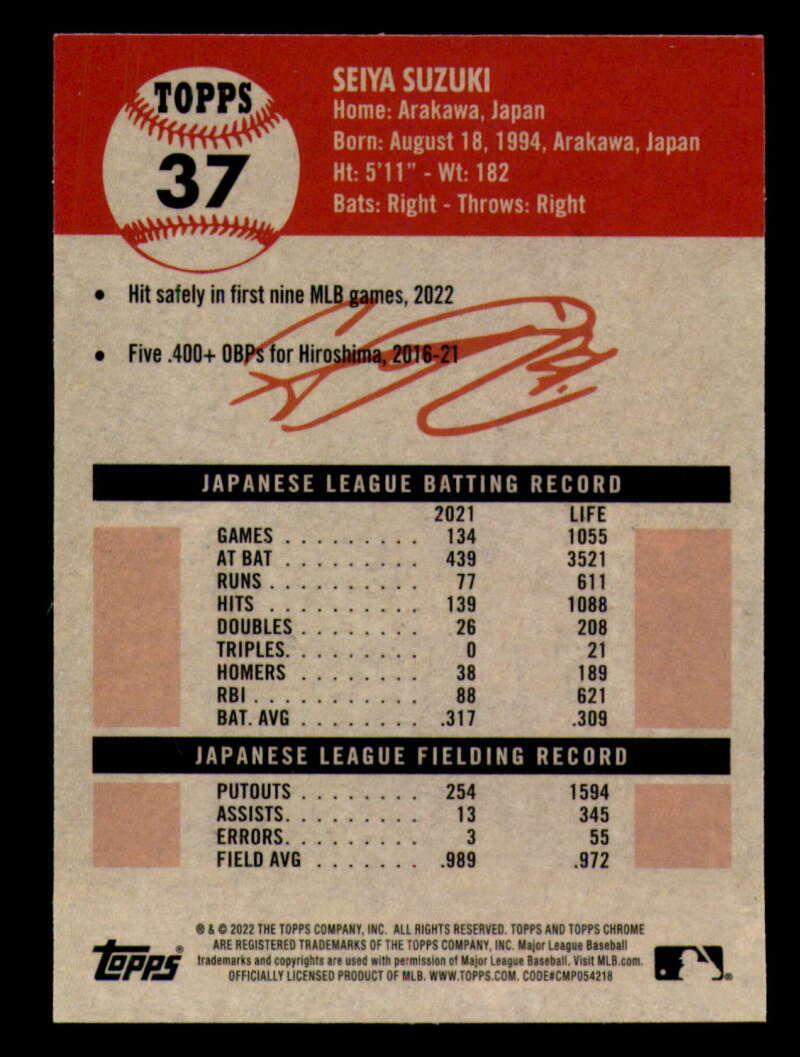 TOPPS
37
SEIYA SUZUKI
Home: Arakawa, Japan
Born: August 18, 1994, Arakawa, Japan
Ht: 5'11" - Wt: 182
Bats: Right - Throws: Right
• Hit safely in first nine MLB games, 2022
• Five .400+ OBPs for Hiroshima, 2016-21
JAPANESE LEAGUE BATTING RECORD
2021 LIFE
GAMES . . . . . . . . . 134 1055
AT BAT . . . . . . . . . 439 3521
RUNS . . . . . . . . . . 77 611
HITS . . . . . . . . . . 139 1088
DOUBLES . . . . . . . . 26 208
TRIPLES. . . . . . . . . 0 21
HOMERS . . . . . . . . 38 189
RBI . . . . . . . . . . . 88 621
BAT. AVG . . . . . . . . .317 .309
JAPANESE LEAGUE FIELDING RECORD
PUTOUTS . . . . . . . . 254 1594
ASSISTS. . . . . . . . . 13 345
ERRORS. . . . . . . . . 3 55
FIELD AVG . . . . . . . .989 .972
® & © 2022 THE TOPPS COMPANY, INC. ALL RIGHTS RESERVED. TOPPS AND TOPPS CHROME
ARE REGISTERED TRADEMARKS OF THE TOPPS COMPANY, INC. Major League Baseball
trademarks and copyrights are used with permission of Major League Baseball. Visit MLB.com.
OFFICIALLY LICENSED PRODUCT OF MLB. WWW.TOPPS.COM. CODE#CMP054218
Topps®
®